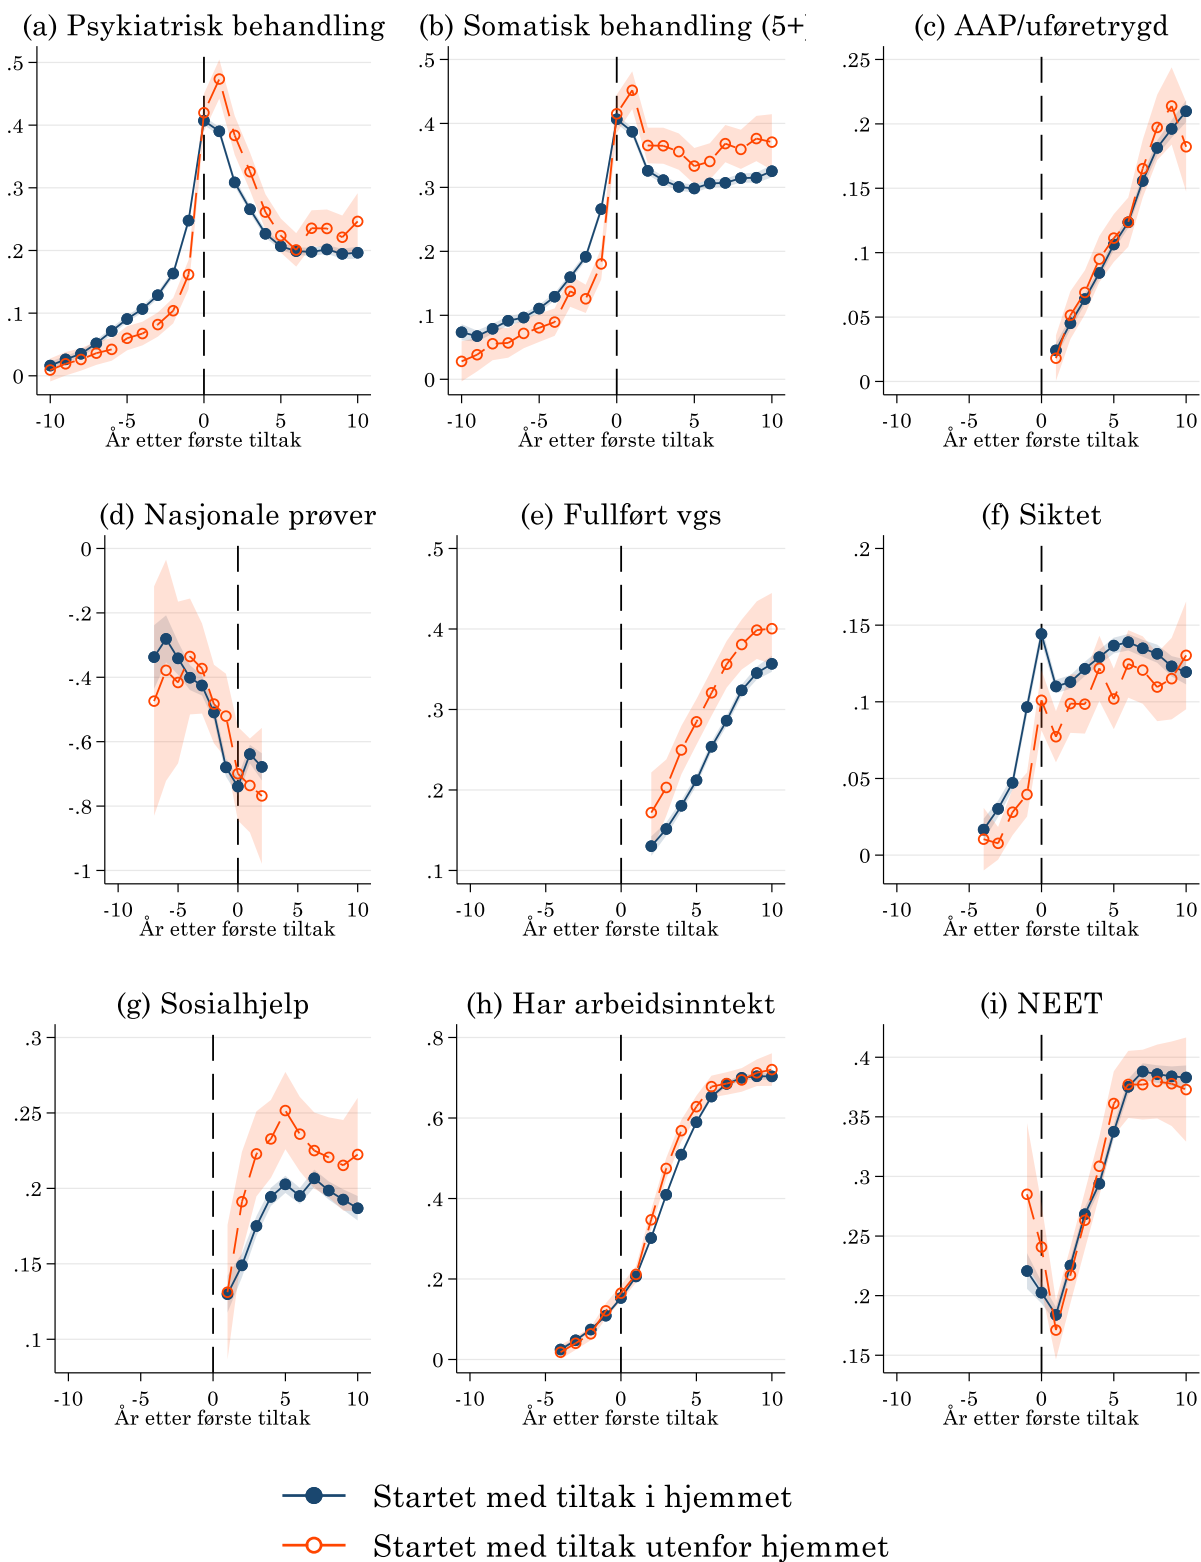 (a) Psykiatrisk behandling
(b) Somatisk behandling (5+)
(c) AAP/uføretrygd
.5
.4
.3
.2
.1
0
-10 -5 0 5 10
År etter første tiltak
.5
.4
.3
.2
.1
0
-10 -5 0 5 10
År etter første tiltak
.25
.2
.15
.1
.05
0
-10 -5 0 5 10
År etter første tiltak
(d) Nasjonale prøver
(e) Fullført vgs
(f) Siktet
0
-.2
-.4
-.6
-.8
-1
-10 -5 0 5 10
År etter første tiltak
.5
.4
.3
.2
.1
-10 -5 0 5 10
År etter første tiltak
.2
.15
.1
.05
0
-10 -5 0 5 10
År etter første tiltak
(g) Sosialhjelp
(h) Har arbeidsinntekt
(i) NEET
.3
.25
.2
.15
.1
-10 -5 0 5 10
År etter første tiltak
.8
.6
.4
.2
0
-10 -5 0 5 10
År etter første tiltak
.4
.35
.3
.25
.2
.15
-10 -5 0 5 10
År etter første tiltak
Startet med tiltak i hjemmet
Startet med tiltak utenfor hjemmet